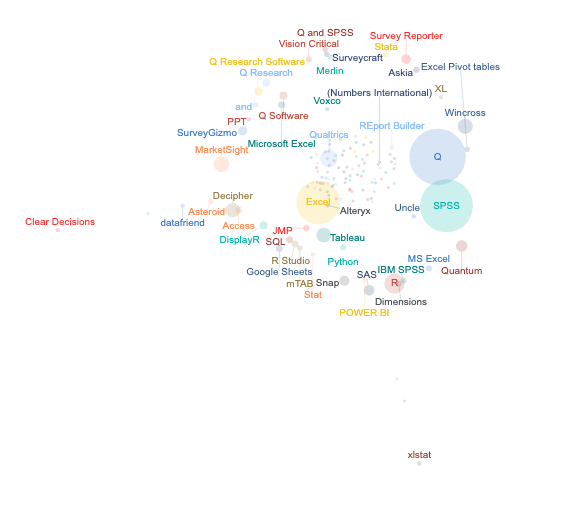 Q and SPSS
Survey Reporter
Vision Critical
Stata
Surveycraft
Q Research Software
Excel Pivot tables
Merlin
Askia
Q Research
XL
(Numbers International)
Voxco
and
Wincross
Q Software
PPT
REport Builder
SurveyGizmo
Qualtrics
Microsoft Excel
MarketSight
Q
Decipher
Excel
SPSS
Asteroid
Alteryx
Uncle
Clear Decisions
datafriend
Access
JMP
DisplayR
SQL
Tableau
R Studio
Python
MS Excel
Google Sheets
IBM SPSS
Quantum
SAS
mTAB
Snap
R
Stat
Dimensions
POWER BI
xlstat